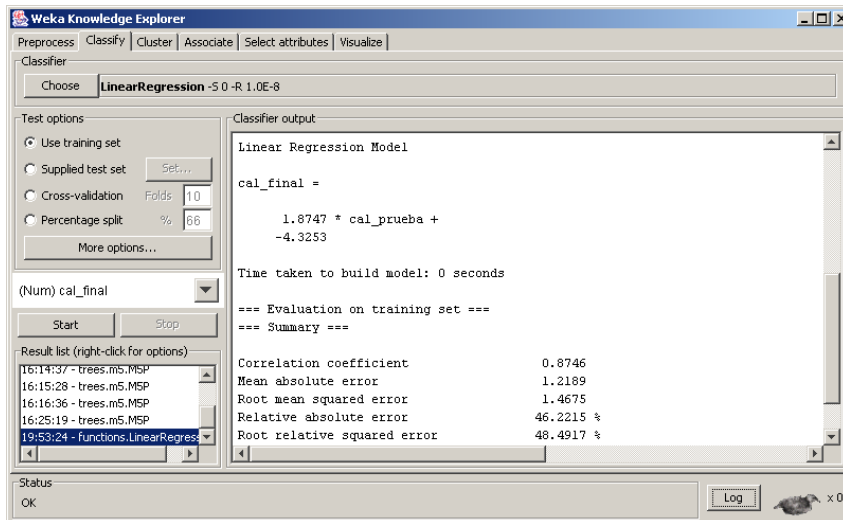 Weka Knowledge Explorer
Preprocess Classify Cluster Associate Select attributes Visualize
Classifier
Choose LinearRegression -S 0 -R 1.0E-8
Test options
Use training set
Supplied test set Set...
Cross-validation Folds 10
Percentage split % 66
More options...
(Num) cal_final
Start Stop
Result list (right-click for options)
16:14:37 - trees.m5.M5P
16:15:28 - trees.m5.M5P
16:16:36 - trees.m5.M5P
16:25:19 - trees.m5.M5P
19:53:24 - functions.LinearRegress
Classifier output
Linear Regression Model
cal_final =
1.8747 * cal_prueba +
-4.3253
Time taken to build model: 0 seconds
=== Evaluation on training set ===
=== Summary ===
Correlation coefficient 0.8746
Mean absolute error 1.2189
Root mean squared error 1.4675
Relative absolute error 46.2215 %
Root relative squared error 48.4917 %
Status
OK
Log x 0